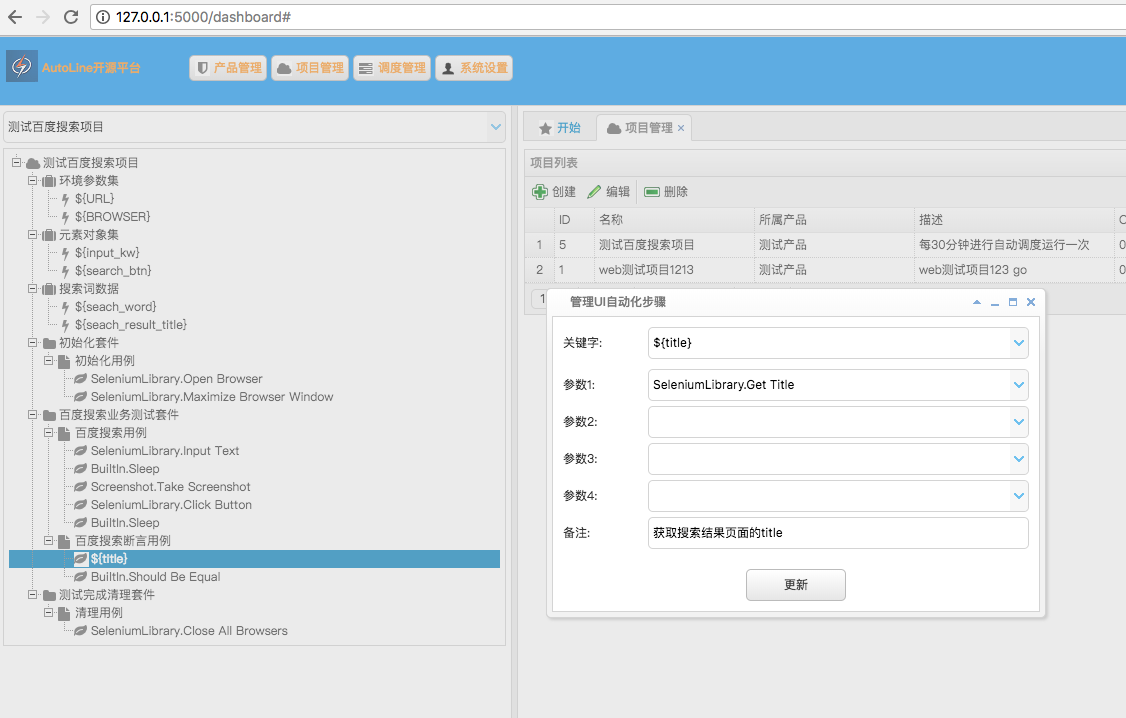 127.0.0.1:5000/dashboard#
AutoLine开源平台
产品管理
项目管理
调度管理
系统设置
测试百度搜索项目
测试百度搜索项目
环境参数集
${URL}
${BROWSER}
元素对象集
${input_kw}
${search_btn}
搜索词数据
${seach_word}
${seach_result_title}
初始化套件
初始化用例
SeleniumLibrary.Open Browser
SeleniumLibrary.Maximize Browser Window
百度搜索业务测试套件
百度搜索用例
SeleniumLibrary.Input Text
BuiltIn.Sleep
Screenshot.Take Screenshot
SeleniumLibrary.Click Button
BuiltIn.Sleep
百度搜索断言用例
${title}
BuiltIn.Should Be Equal
测试完成清理套件
清理用例
SeleniumLibrary.Close All Browsers
开始
项目管理
项目列表
创建 编辑 删除
ID 名称 所属产品 描述
1 5 测试百度搜索项目 测试产品 每30分钟进行自动调度运行一次 0
2 1 web测试项目1213 测试产品 web测试项目123 go 0
1
管理UI自动化步骤
关键字: ${title}
参数1: SeleniumLibrary.Get Title
参数2:
参数3:
参数4:
备注: 获取搜索结果页面的title
更新